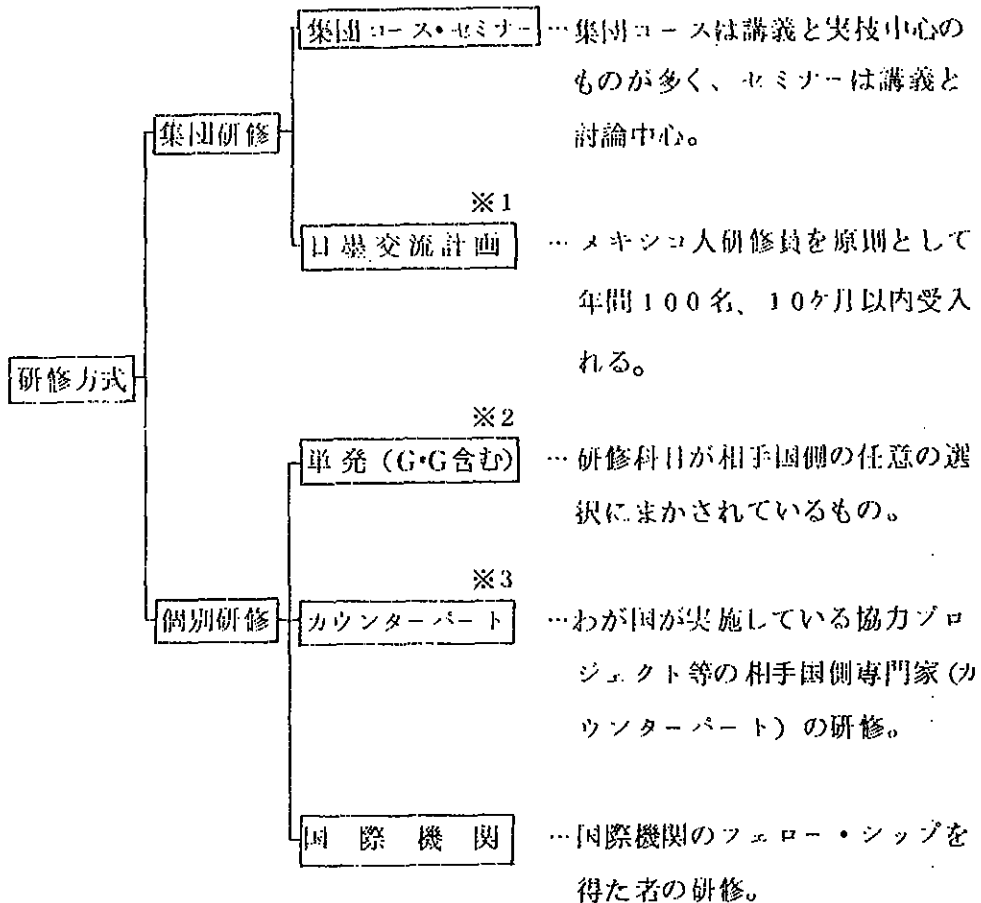 集団コース・セミナー …集団コースは講義と実技中心の
ものが多く、セミナーは講義と
討論中心。
集団研修
※1
日墨交流計画 …メキシコ人研修員を原則として
年間100名、10ケ月以内受入
れる。
研修方式
※2
単発(G・G含む) …研修科目が相手国側の任意の選
択にまかされているもの。
※3
個別研修 カウンターパート …わが国が実施している協力プロ
ジェクト等の相手国側専門家(カ
ウンターパート)の研修。
国際機関 …国際機関のフェロー・シップを
得た者の研修。